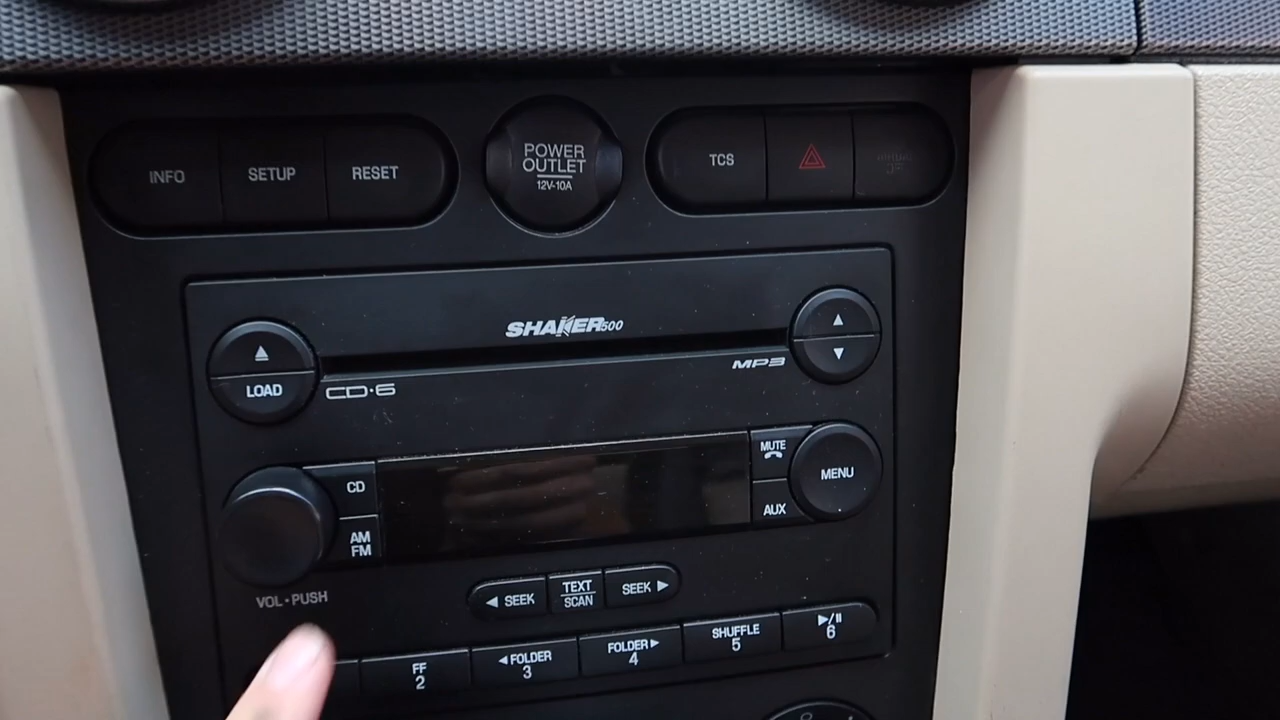 INFO
SETUP
RESET
POWER
OUTLET
12V-10A
TCS
SHAKER500
LOAD
CD·6
MP3
CD
MUTE
MENU
AM
FM
AUX
VOL·PUSH
SEEK
TEXT
SCAN
SEEK
FF
2
FOLDER
3
FOLDER
4
SHUFFLE
5
6